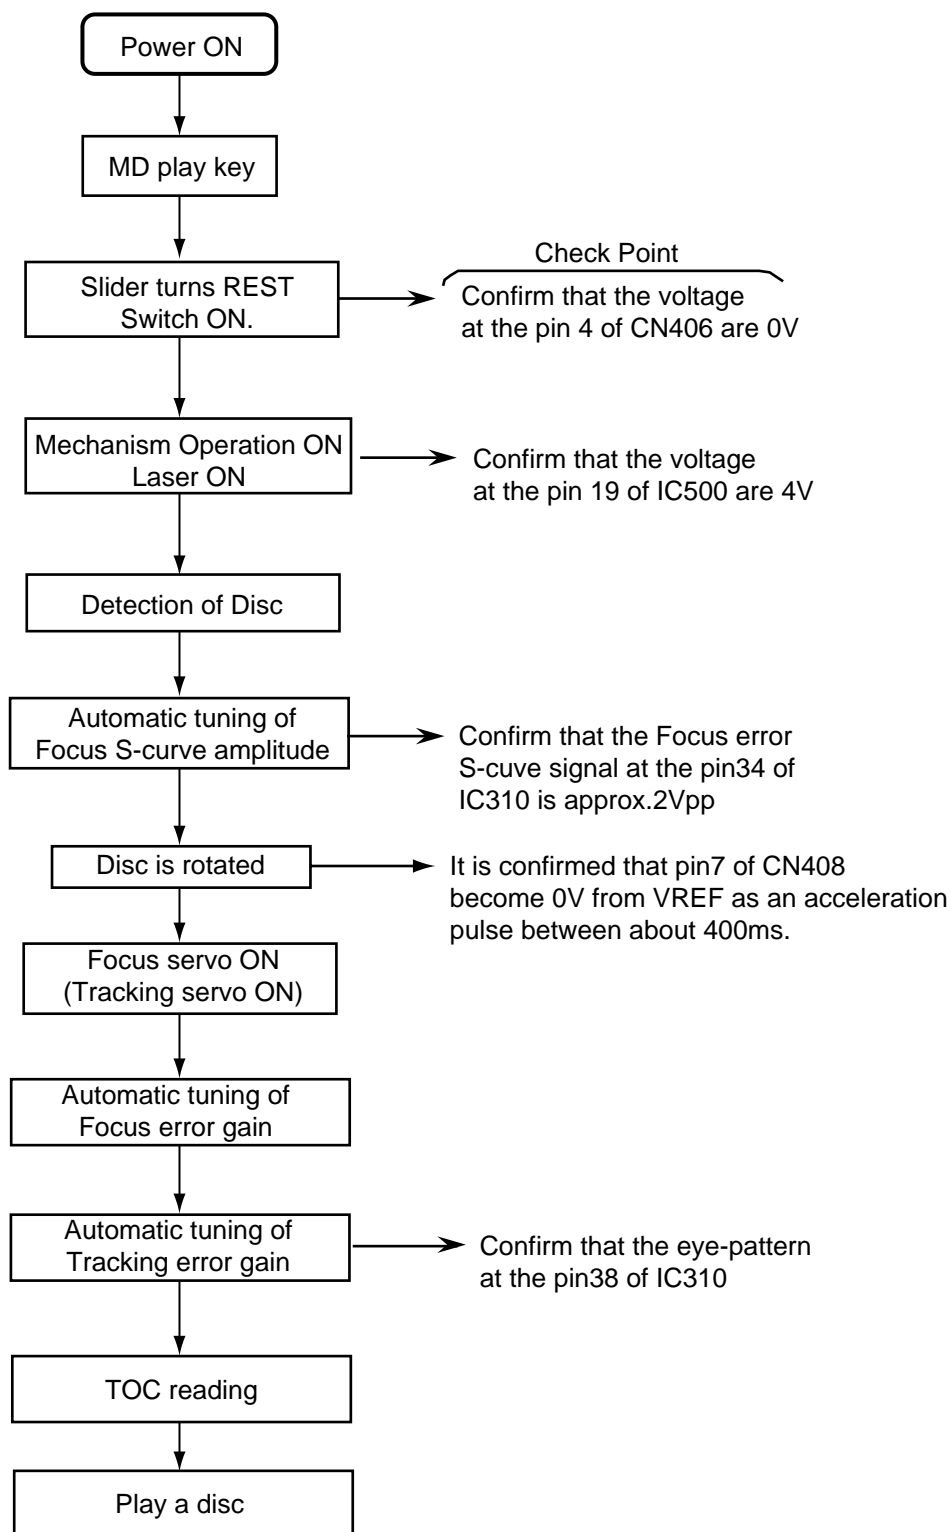 Power ON
MD play key
Slider turns REST
Switch ON.
Check Point
Confirm that the voltage
at the pin 4 of CN406 are 0V
Mechanism Operation ON
Laser ON
Confirm that the voltage
at the pin 19 of IC500 are 4V
Detection of Disc
Automatic tuning of
Focus S-curve amplitude
Confirm that the Focus error
S-cuve signal at the pin34 of
IC310 is approx.2Vpp
Disc is rotated
It is confirmed that pin7 of CN408
become 0V from VREF as an acceleration
pulse between about 400ms.
Focus servo ON
(Tracking servo ON)
Automatic tuning of
Focus error gain
Automatic tuning of
Tracking error gain
Confirm that the eye-pattern
at the pin38 of IC310
TOC reading
Play a disc